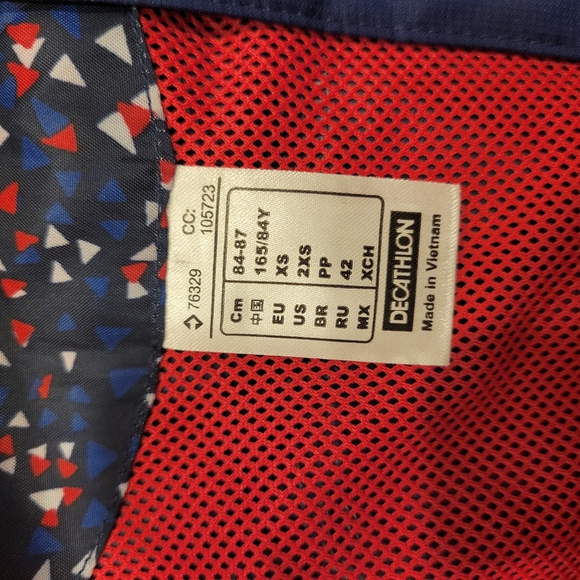 76329 CC: 105723
Cm 84-87
中国 165/84Y
EU XS
US 2XS
BR PP
RU 42
MX XCH
DECATHLON
Made in Vietnam